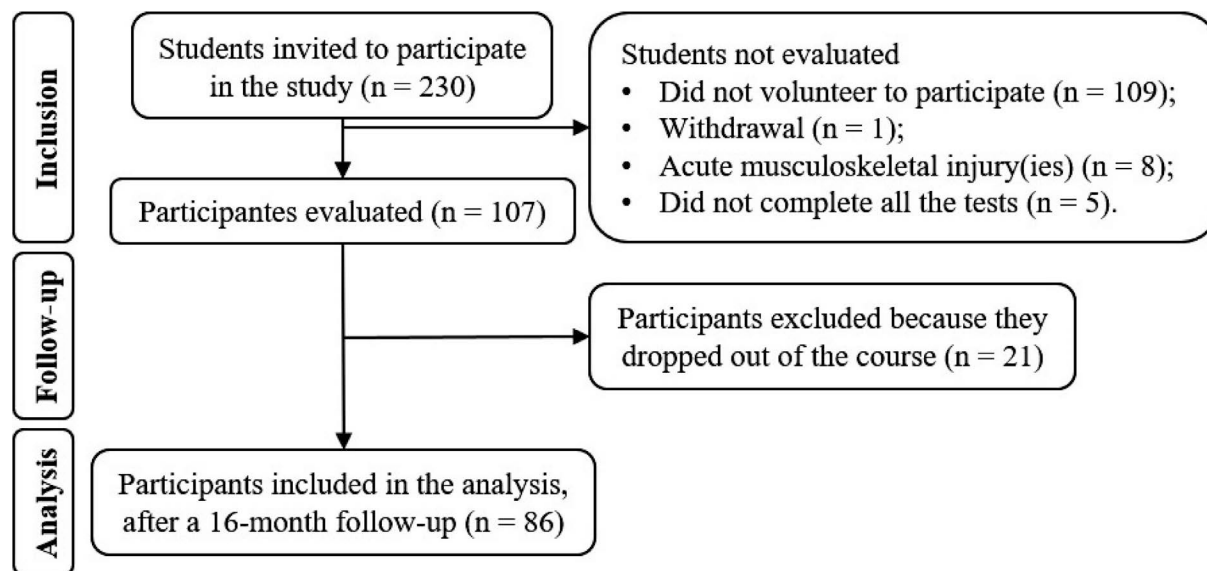 Inclusion
Students invited to participate
in the study (n = 230)
Students not evaluated
• Did not volunteer to participate (n = 109);
• Withdrawal (n = 1);
• Acute musculoskeletal injury(ies) (n = 8);
• Did not complete all the tests (n = 5).
Participantes evaluated (n = 107)
Follow-up
Participants excluded because they
dropped out of the course (n = 21)
Analysis
Participants included in the analysis,
after a 16-month follow-up (n = 86)